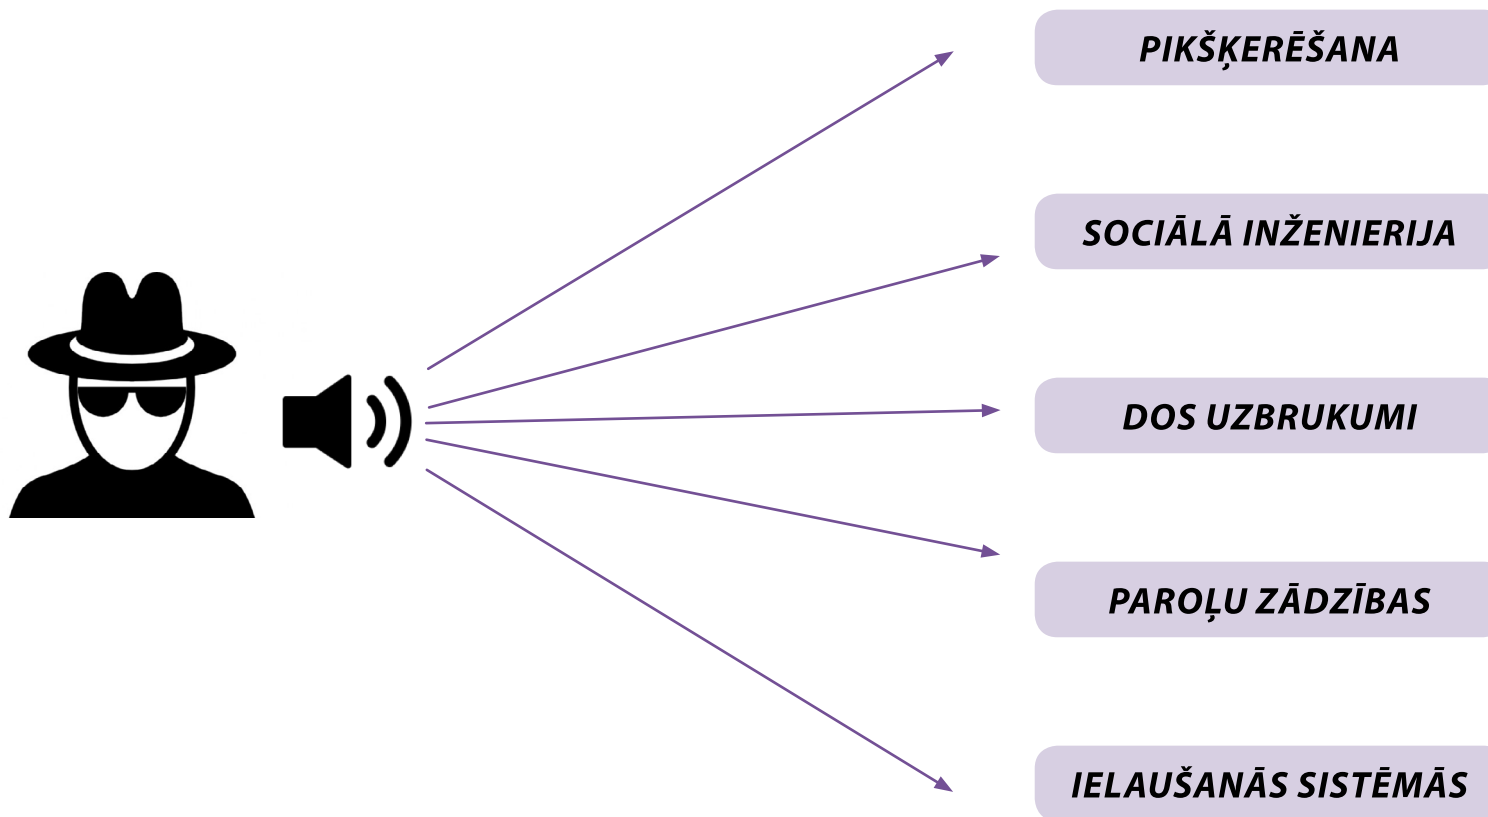 PIKŠĶERĒŠANA
SOCIĀLĀ INŽENIERIJA
DOS UZBRUKUMI
PAROĻU ZĀDZĪBAS
IELAUŠANĀS SISTĒMĀS